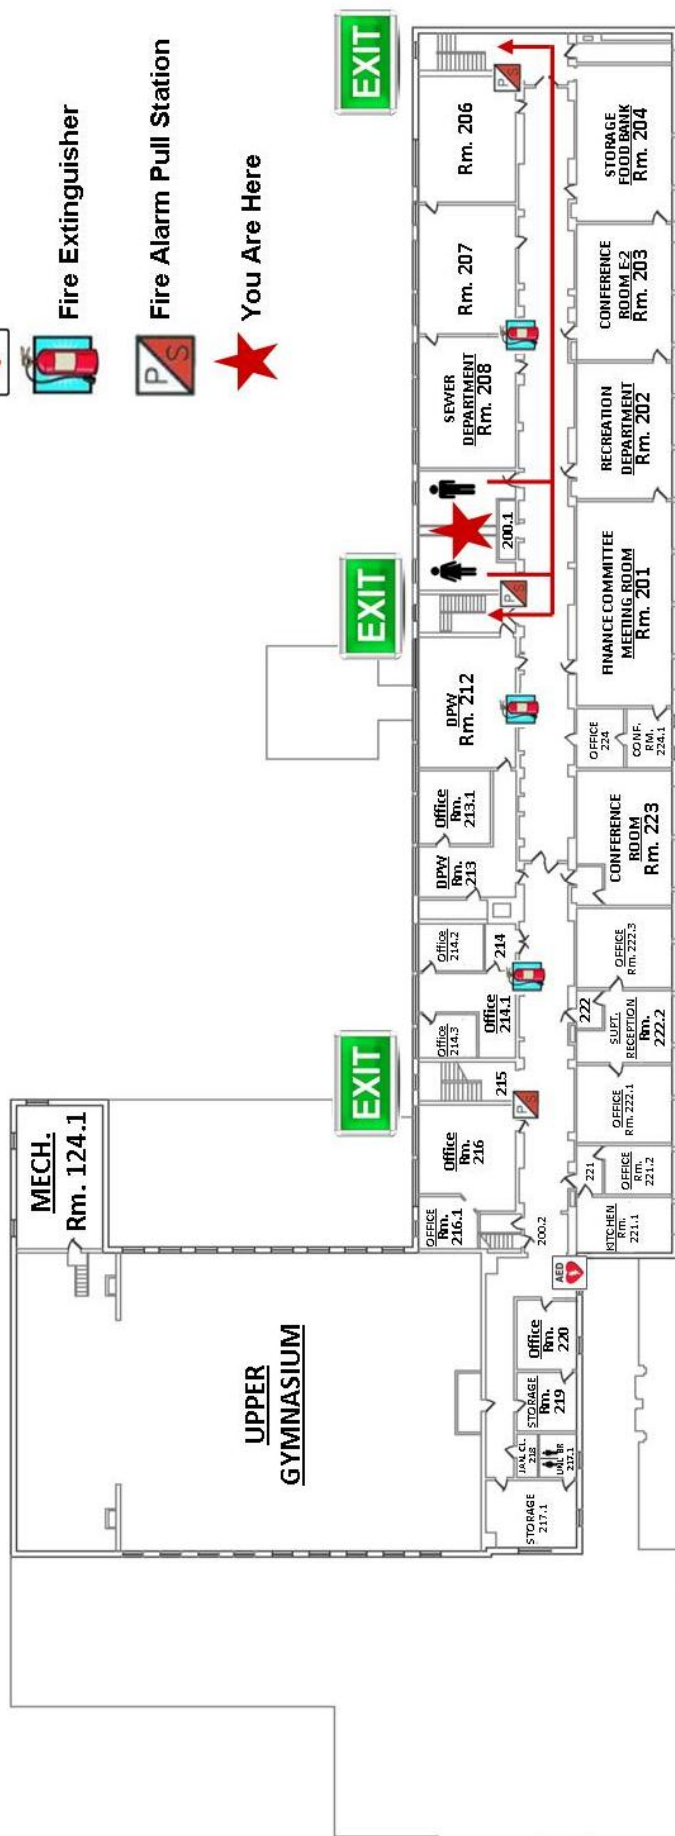 Fire Extinguisher
P
S
Fire Alarm Pull Station
You Are Here
EXIT
EXIT
EXIT
MECH.
Rm. 124.1
UPPER
GYMNASIUM
OFFICE
Rm.
216.1
Office
Rm.
216
215
Office
214.3
Office
214.1
Office
214.2
214
DPW
Rm.
213
Office
Rm.
213.1
DPW
Rm. 212
200.1
SEWER
DEPARTMENT
Rm. 208
Rm. 207
Rm. 206
P
S
P
S
P
S
200.2
AED
STORAGE
217.1
JAN. CL.
218
217.1
STORAGE
Rm.
219
Office
Rm.
220
KITCHEN
Rm.
221.1
221
OFFICE
Rm.
221.2
OFFICE
Rm. 222.1
222
SUPT.
RECEPTION
Rm.
222.2
OFFICE
Rm. 222.3
CONFERENCE
ROOM
Rm. 223
OFFICE
224
CONF.
RM.
224.1
FINANCE COMMITTEE
MEETING ROOM
Rm. 201
RECREATION
DEPARTMENT
Rm. 202
CONFERENCE
ROOM E-2
Rm. 203
STORAGE
FOOD BANK
Rm. 204